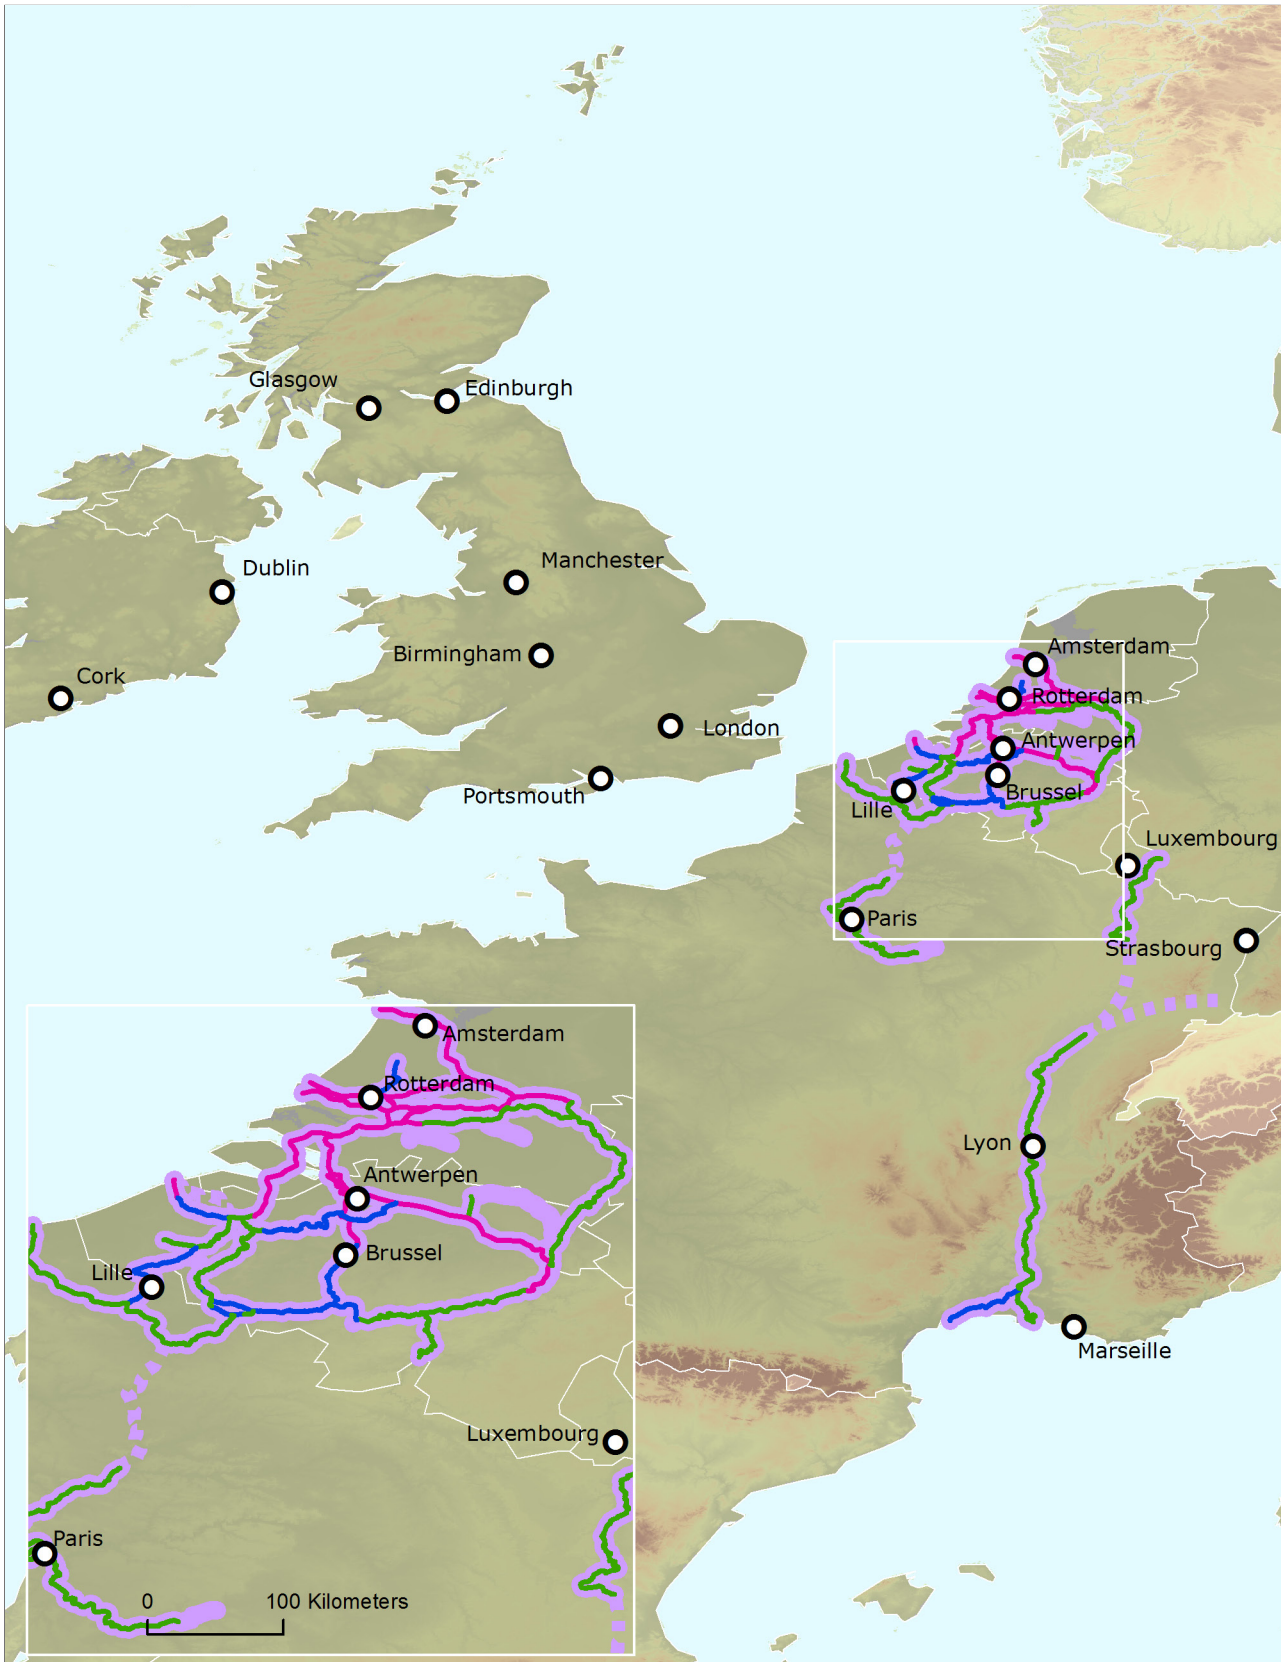 Glasgow
Edinburgh
Manchester
Dublin
Birmingham
Cork
London
Portsmouth
Amsterdam
Rotterdam
Antwerpen
Brussel
Lille
Luxembourg
Paris
Strasbourg
Lyon
Marseille
Amsterdam
Rotterdam
Antwerpen
Brussel
Lille
Luxembourg
Paris
0 100 Kilometers